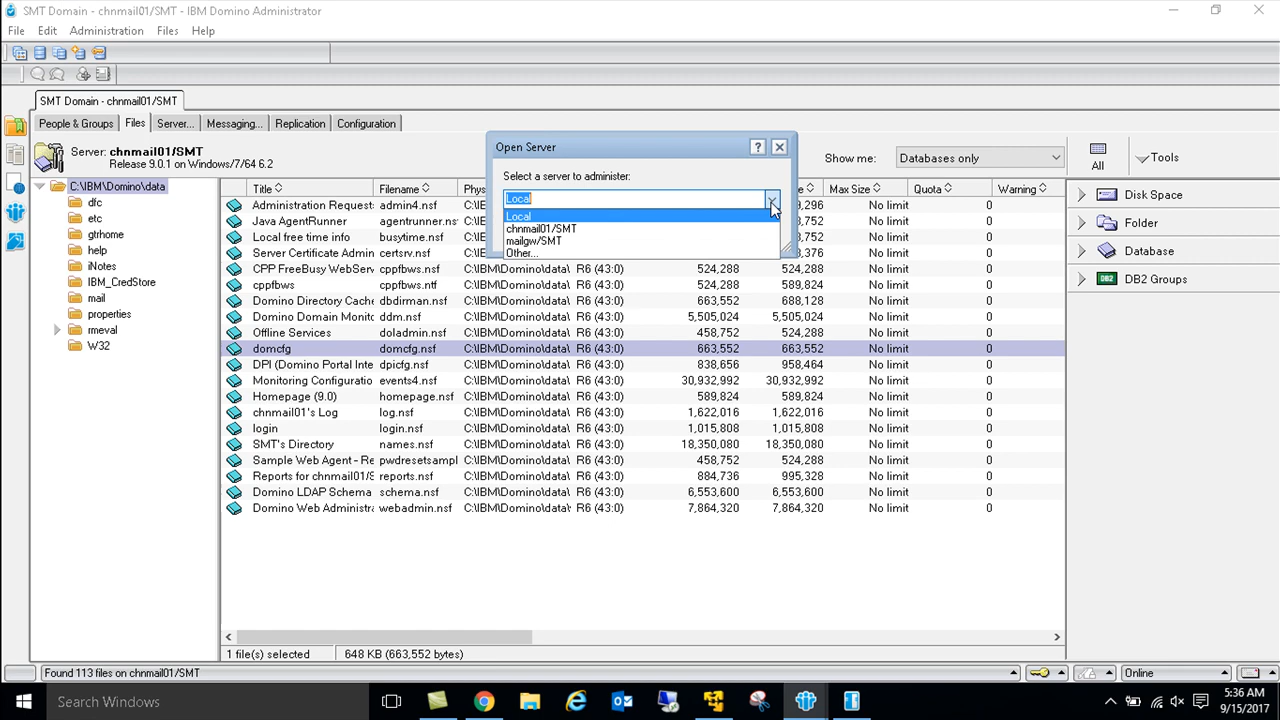 SMT Domain - chnmail01/SMT - IBM Domino Administrator
File Edit Administration Files Help
SMT Domain - chnmail01/SMT
People & Groups Files Server... Messaging... Replication Configuration
Server: chnmail01/SMT
Release 9.0.1 on Windows/7/64 6.2
Show me: Databases only All Tools
Open Server ?
Select a server to administer:
Local
Local
chnmail01/SMT
mailgw/SMT
Other...
C:\IBM\Domino\data
dfc
etc
gtrhome
help
iNotes
IBM_CredStore
mail
properties
rmeval
W32
Title Filename Phys Max Size Quota Warning
Administration Request: admin4.nsf C:\IBM\Domino\data\ No limit 0
Java AgentRunner agentrunner.ns C:\IBM\Domino\data\ No limit 0
Local free time info busytime.nsf C:\IBM\Domino\data\ No limit 0
Server Certificate Admin certsrv.nsf C:\IBM\Domino\data\ No limit 0
CPP FreeBusy WebServ cppfbws.nsf C:\IBM\Domino\data\ R6 (43:0) 524,288 524,288 No limit 0
cppfbws cppfbws.ntf C:\IBM\Domino\data\ R6 (43:0) 524,288 589,824 No limit 0
Domino Directory Cache dbdirman.nsf C:\IBM\Domino\data\ R6 (43:0) 663,552 688,128 No limit 0
Domino Domain Monito ddm.nsf C:\IBM\Domino\data\ R6 (43:0) 5,505,024 5,505,024 No limit 0
Offline Services doladmin.nsf C:\IBM\Domino\data\ R6 (43:0) 458,752 524,288 No limit 0
domcfg domcfg.nsf C:\IBM\Domino\data\ R6 (43:0) 663,552 663,552 No limit 0
DPI (Domino Portal Inte dpicfg.nsf C:\IBM\Domino\data\ R6 (43:0) 838,656 958,464 No limit 0
Monitoring Configuratio events4.nsf C:\IBM\Domino\data\ R6 (43:0) 30,932,992 30,932,992 No limit 0
Homepage (9.0) homepage.nsf C:\IBM\Domino\data\ R6 (43:0) 589,824 589,824 No limit 0
chnmail01's Log log.nsf C:\IBM\Domino\data\ R6 (43:0) 1,622,016 1,622,016 No limit 0
login login.nsf C:\IBM\Domino\data\ R6 (43:0) 1,015,808 1,015,808 No limit 0
SMT's Directory names.nsf C:\IBM\Domino\data\ R6 (43:0) 18,350,080 18,350,080 No limit 0
Sample Web Agent - Re pwdresetsampl C:\IBM\Domino\data\ R6 (43:0) 458,752 524,288 No limit 0
Reports for chnmail01/S reports.nsf C:\IBM\Domino\data\ R6 (43:0) 884,736 995,328 No limit 0
Domino LDAP Schema schema.nsf C:\IBM\Domino\data\ R6 (43:0) 6,553,600 6,553,600 No limit 0
Domino Web Administra webadmin.nsf C:\IBM\Domino\data\ R6 (43:0) 7,864,320 7,864,320 No limit 0
Disk Space
Folder
Database
DB2 DB2 Groups
1 file(s) selected 648 KB (663,552 bytes)
Found 113 files on chnmail01/SMT Online
Search Windows
5:36 AM
9/15/2017